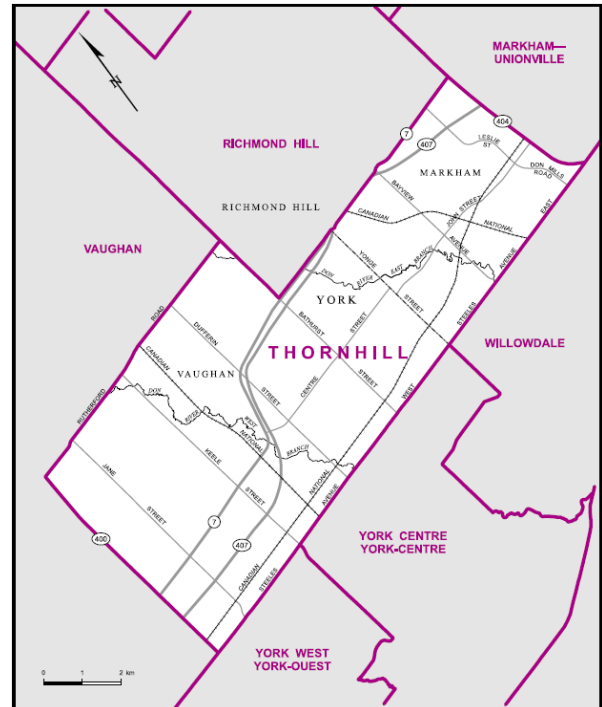 MARKHAM—
UNIONVILLE
N
404
7
407
LESLIE
ST
RICHMOND HILL
DON
MILLS
ROAD
MARKHAM
BAYVIEW
JOHN STREET
EAST
RICHMOND HILL
CANADIAN
NATIONAL
AVENUE
AVENUE
VAUGHAN
YONGE
DON
RIVER
EAST
BRANCH
STREET
STEELES
YORK
ROAD
DUFFERIN
BATHURST
STREET
THORNHILL
WILLOWDALE
CANADIAN
VAUGHAN
STREET
CENTRE
STREET
WEST
RUTHERFORD
DON
RIVER
WEST
NATIONAL
BRANCH
KEELE
JANE
STREET
NATIONAL
AVENUE
STREET
7
400
407
CANADIAN
STEELES
YORK CENTRE
YORK-CENTRE
YORK WEST
YORK-OUEST
0 1 2 km